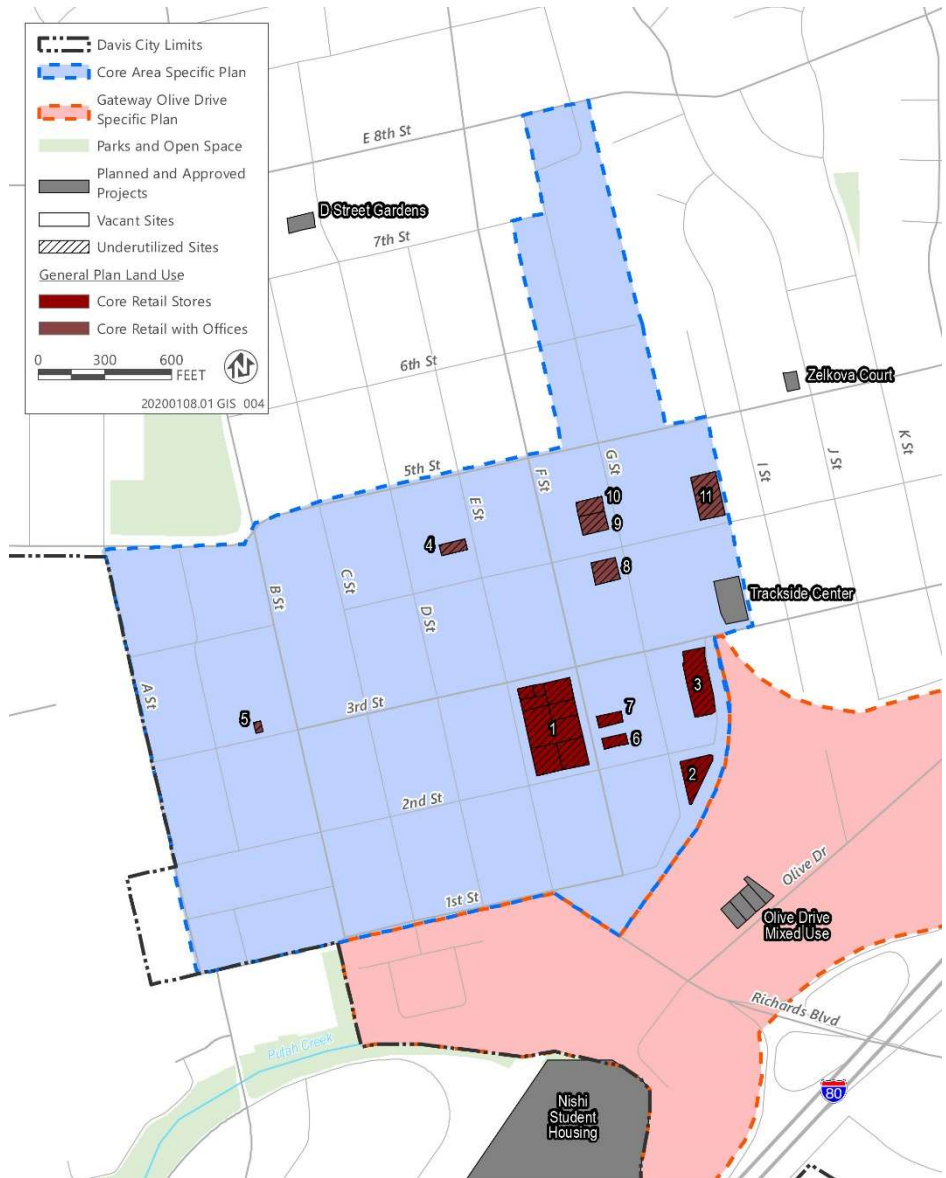 Davis City Limits
Core Area Specific Plan
Gateway Olive Drive
Specific Plan
Parks and Open Space
Planned and Approved
Projects
Vacant Sites
Underutilized Sites
General Plan Land Use
Core Retail Stores
Core Retail with Offices
0 300 600
FEET
N
20200108.01 GIS 004
E 8th St
D Street Gardens
7th St
6th St
Zelkova Court
5th St
E St
F St
G St
I St
J St
K St
10
9
11
4
8
B St
C St
D St
Trackside Center
A St
3rd St
3
5
1
7
6
2
2nd St
1st St
Olive Dr
Olive Drive
Mixed Use
Richards Blvd
Putah Creek
80
Nishi
Student
Housing